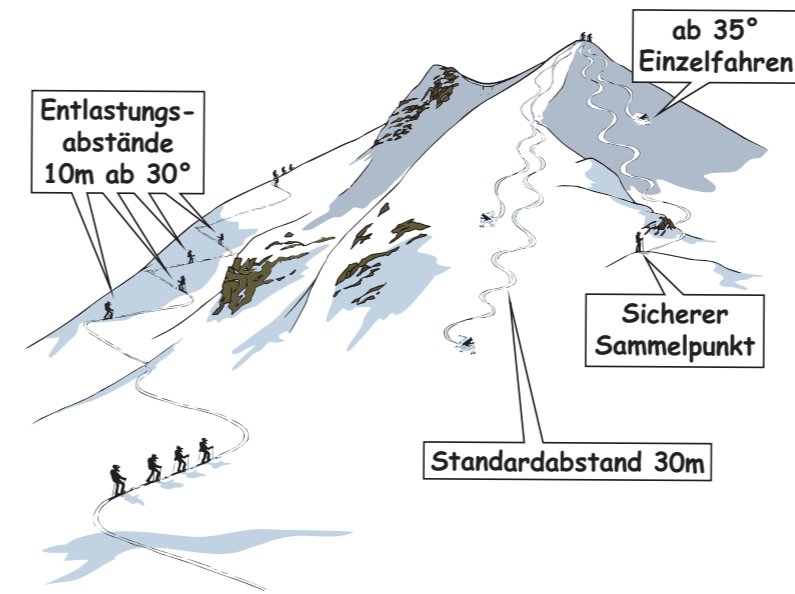 ab 35°
Einzelfahren
Entlastungs-
abstände
10m ab 30°
Sicherer
Sammelpunkt
Standardabstand 30m